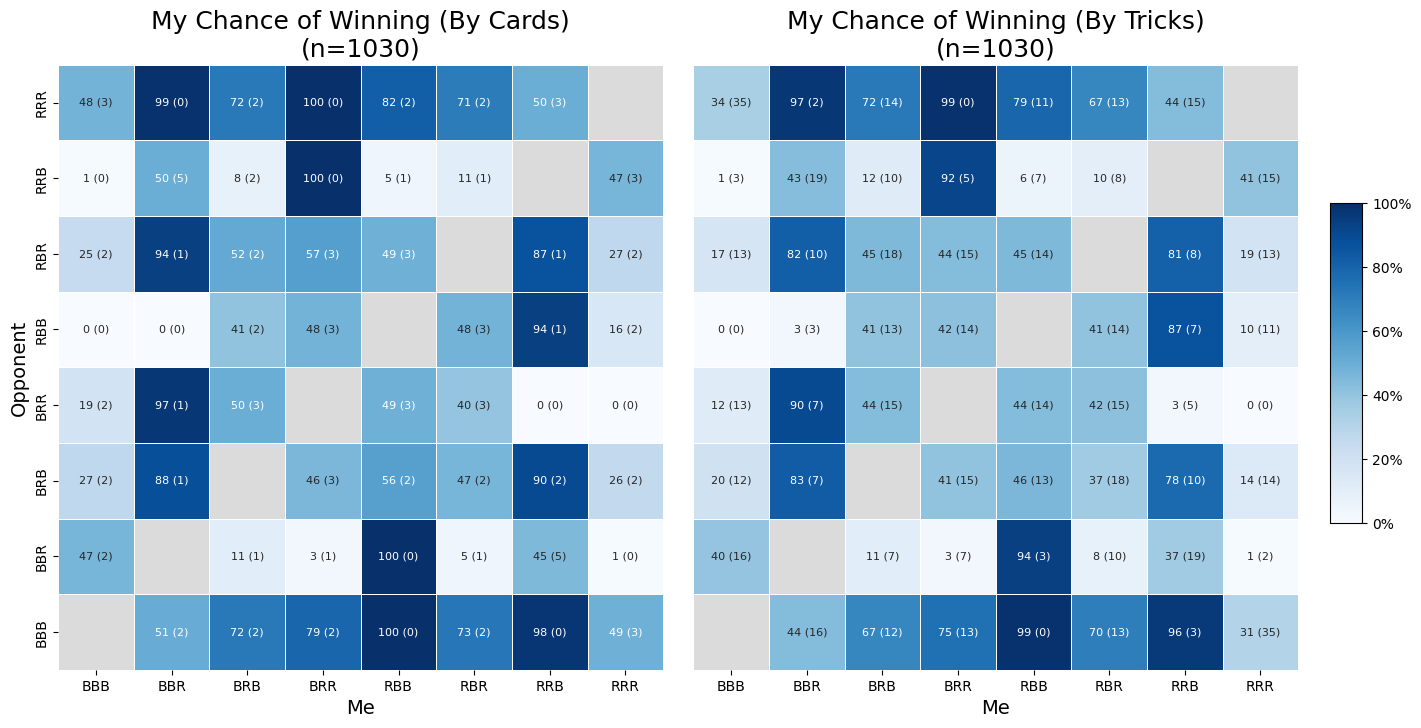 My Chance of Winning (By Cards)
(n=1030)
My Chance of Winning (By Tricks)
(n=1030)
RRR 48 (3) 99 (0) 72 (2) 100 (0) 82 (2) 71 (2) 50 (3)
34 (35) 97 (2) 72 (14) 99 (0) 79 (11) 67 (13) 44 (15)
RRB 1 (0) 50 (5) 8 (2) 100 (0) 5 (1) 11 (1) 47 (3)
1 (3) 43 (19) 12 (10) 92 (5) 6 (7) 10 (8) 41 (15)
RBR 25 (2) 94 (1) 52 (2) 57 (3) 49 (3) 87 (1) 27 (2)
17 (13) 82 (10) 45 (18) 44 (15) 45 (14) 81 (8) 19 (13)
RBB 0 (0) 0 (0) 41 (2) 48 (3) 48 (3) 94 (1) 16 (2)
0 (0) 3 (3) 41 (13) 42 (14) 41 (14) 87 (7) 10 (11)
Opponent
BRR 19 (2) 97 (1) 50 (3) 49 (3) 40 (3) 0 (0) 0 (0)
12 (13) 90 (7) 44 (15) 44 (14) 42 (15) 3 (5) 0 (0)
BRB 27 (2) 88 (1) 46 (3) 56 (2) 47 (2) 90 (2) 26 (2)
20 (12) 83 (7) 41 (15) 46 (13) 37 (18) 78 (10) 14 (14)
BBR 47 (2) 11 (1) 3 (1) 100 (0) 5 (1) 45 (5) 1 (0)
40 (16) 11 (7) 3 (7) 94 (3) 8 (10) 37 (19) 1 (2)
BBB 51 (2) 72 (2) 79 (2) 100 (0) 73 (2) 98 (0) 49 (3)
44 (16) 67 (12) 75 (13) 99 (0) 70 (13) 96 (3) 31 (35)
BBB BBR BRB BRR RBB RBR RRB RRR
Me
BBB BBR BRB BRR RBB RBR RRB RRR
Me
100%
80%
60%
40%
20%
0%